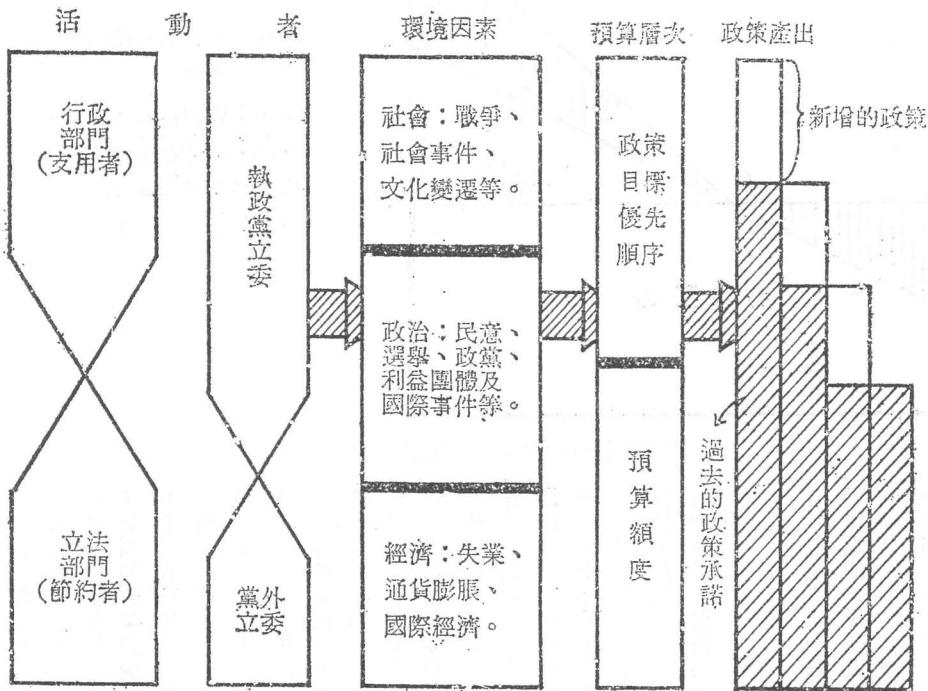 活動者
環境因素
預算層次
政策產出
行政
部門
(支用者)
立法
部門
(節約者)
執政黨立委
黨外
立委
社會：戰爭、
社會事件、
文化變遷等。
政治：民意、
選舉、政黨、
利益團體及
國際事件等。
經濟：失業、
通貨膨脹、
國際經濟。
政策
目標
優先
順序
預算額度
新增的政策
過去的政策承諾